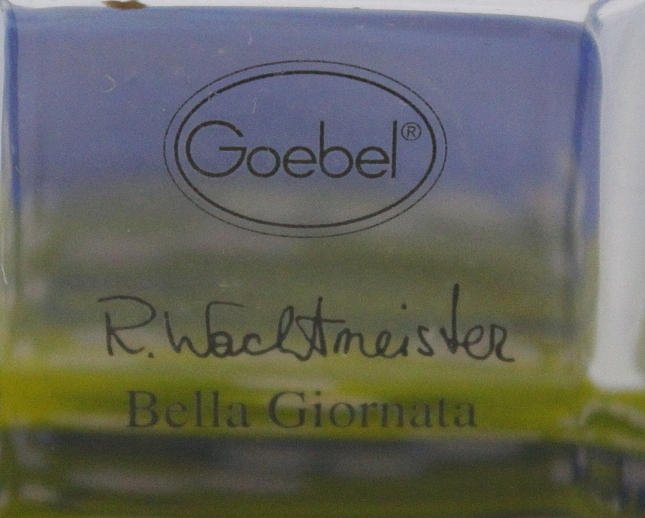 Goebel®
R. Wachtmeister
Bella Giornata